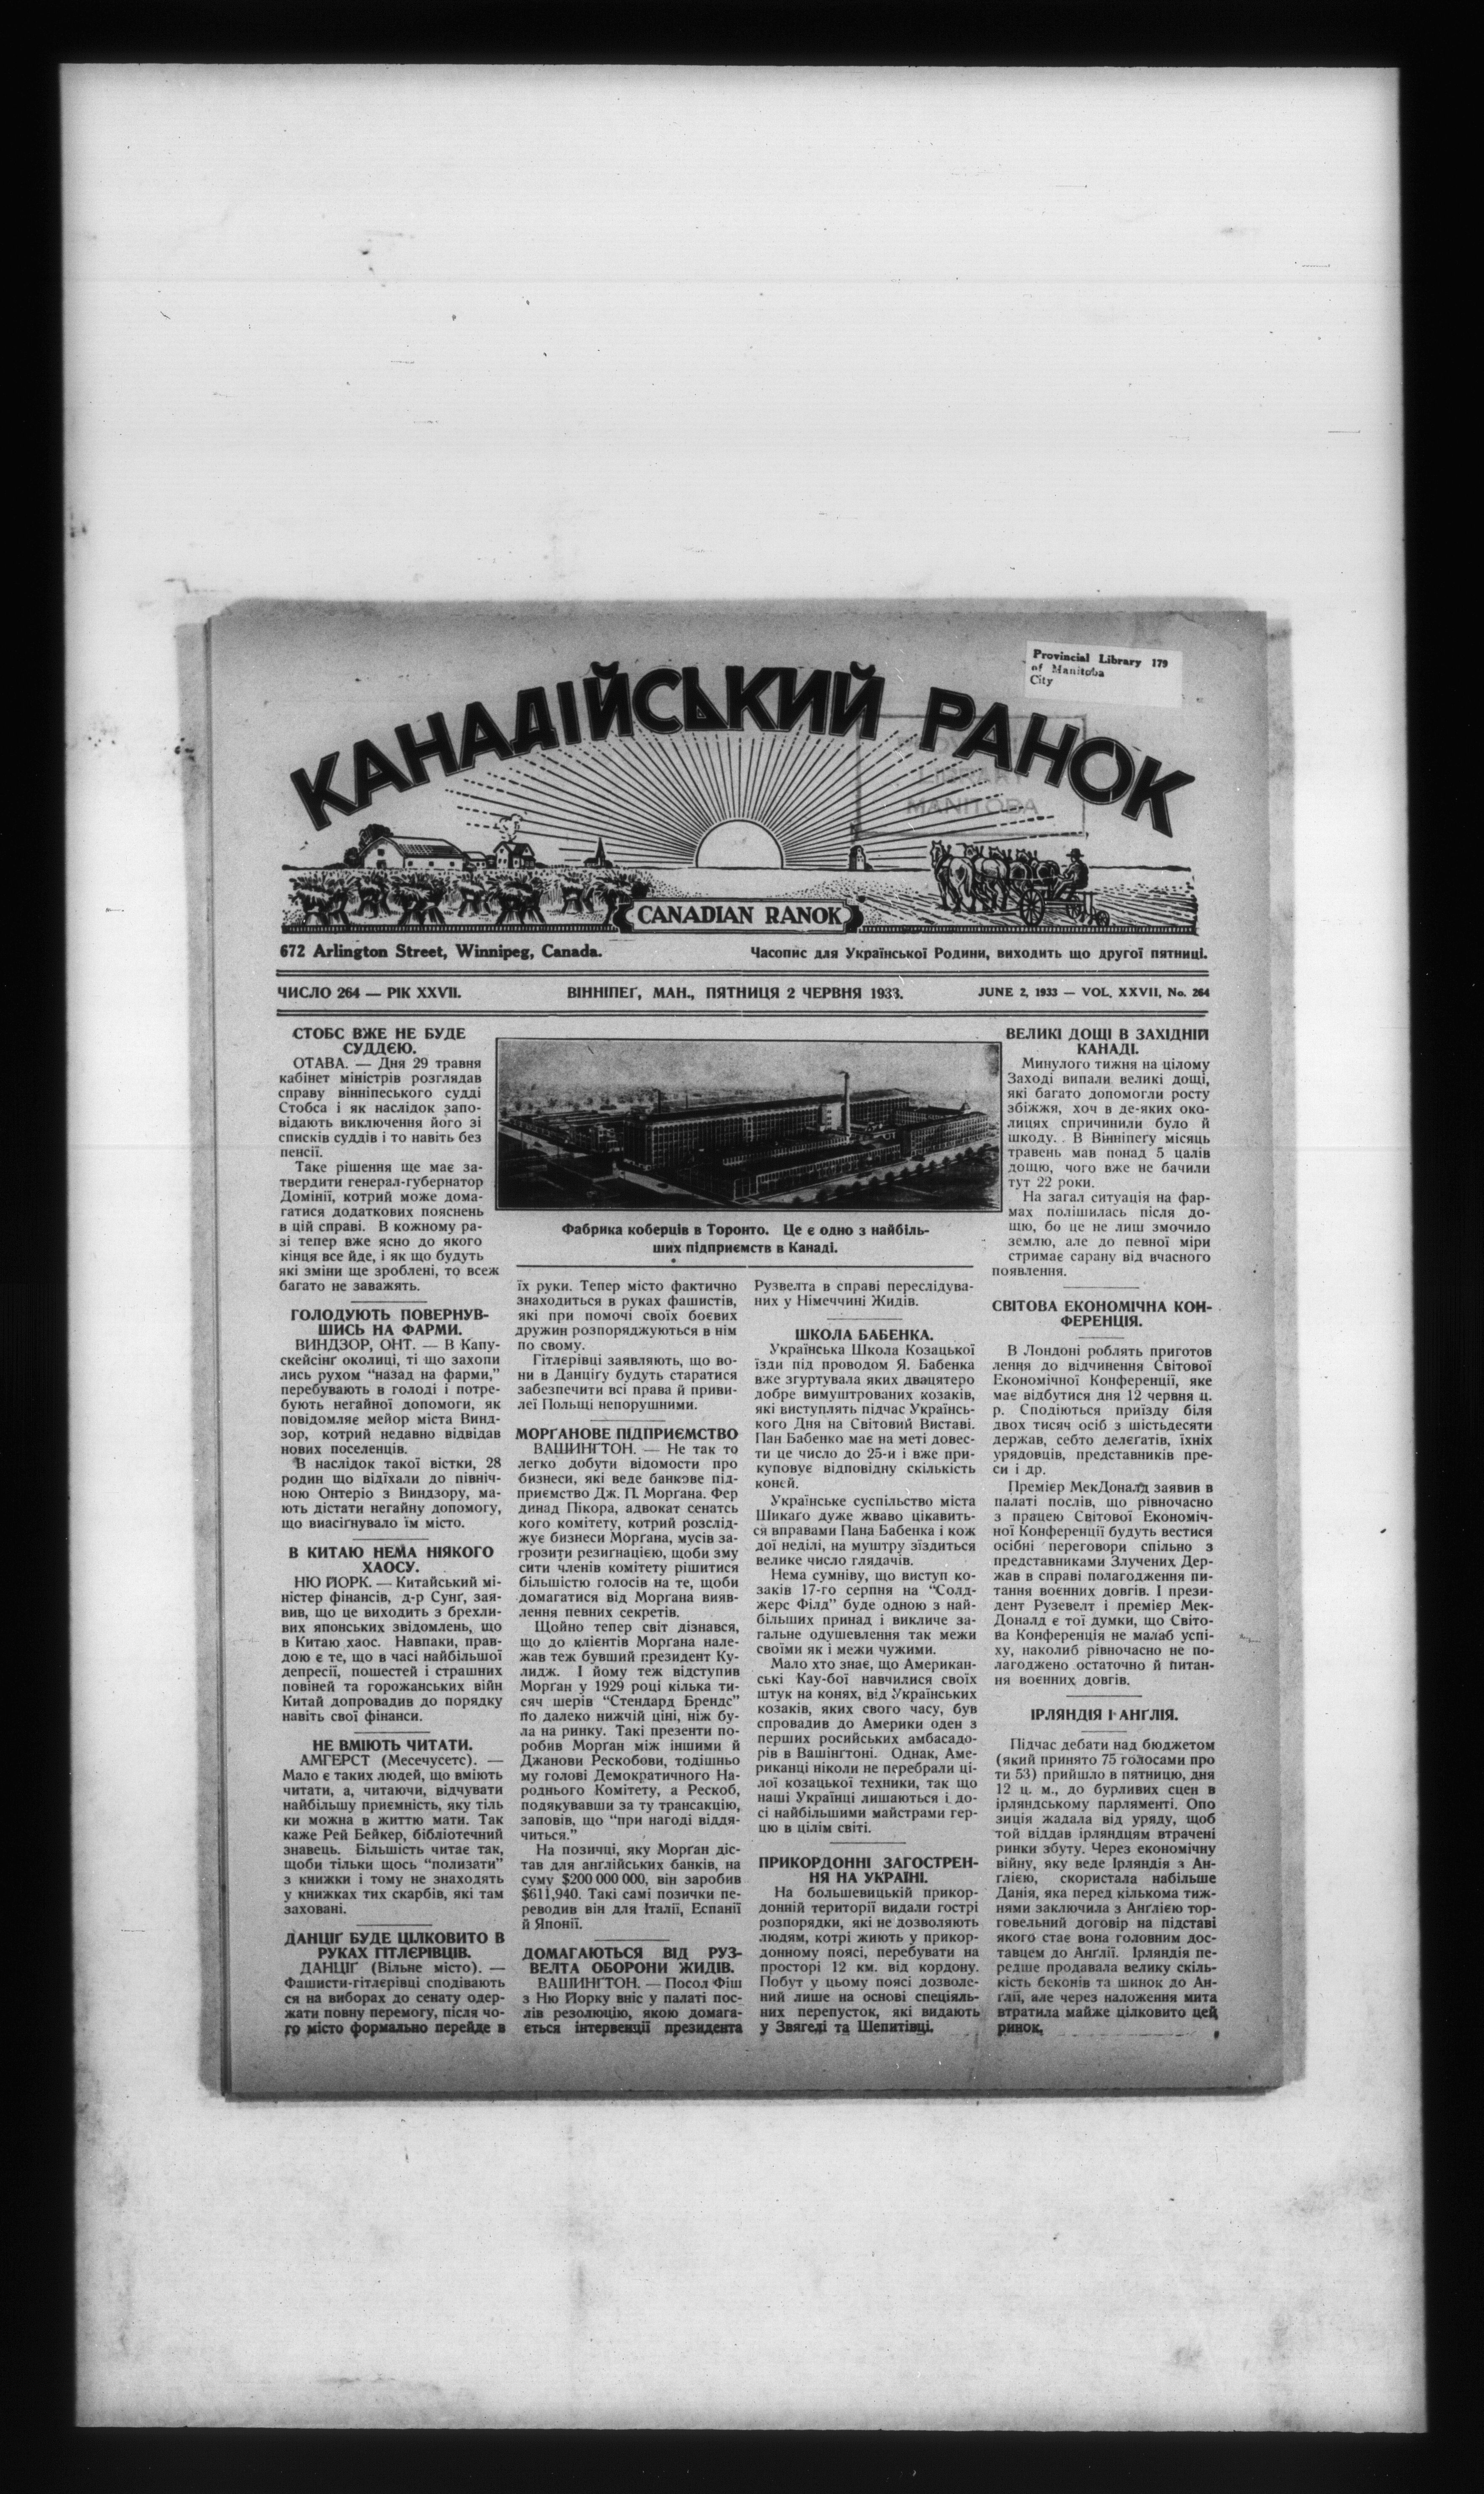 Provincial Library 179
of Manitoba
City
КАНАДІЙСЬКИЙ РАНОК
LIBRARY
MANITOBA
CANADIAN RANOK
672 Arlington Street, Winnipeg, Canada.
Часопис для Української Родини, виходить що другої пятниці.
ЧИСЛО 264 — РІК XXVII.
ВІННІПЕҐ, МАН., ПЯТНИЦЯ 2 ЧЕРВНЯ 1933.
JUNE 2, 1933 — VOL. XXVII, No. 264
СТОБС ВЖЕ НЕ БУДЕ
СУДДЄЮ.
ОТАВА. — Дня 29 травня
кабінет міністрів розглядав
справу вінніпеського судді
Стобса і як наслідок запо-
відають виключення його зі
списків суддів і то навіть без
пенсії.
Таке рішення ще має за-
твердити генерал-губернатор
Домінії, котрий може дома-
гатися додаткових пояснень
в цій справі. В кожному ра-
зі тепер вже ясно до якого
кінця все йде, і як що будуть
які зміни ще зроблені, то всеж
багато не заважять.
ГОЛОДУЮТЬ ПОВЕРНУВ-
ШИСЬ НА ФАРМИ.
ВИНДЗОР, ОНТ. — В Капу-
скейсінґ околиці, ті що захопи
лись рухом “назад на фарми,”
перебувають в голоді і потре-
бують негайної допомоги, як
повідомляє мейор міста Винд-
зор, котрий недавно відвідав
нових поселенців.
В наслідок такої вістки, 28
родин що відїхали до північ-
ною Онтеріо з Виндзору, ма-
ють дістати негайну допомогу,
що виасіґнувало їм місто.
В КИТАЮ НЕМА НІЯКОГО
ХАОСУ.
НЮ ЙОРК. — Китайський мі-
ністер фінансів, д-р Сунґ, зая-
вив, що це виходить з брехли-
вих японських звідомлень, що
в Китаю хаос. Навпаки, прав-
дою є те, що в часі найбільшої
депресії, пошестей і страшних
повіней та горожанських війн
Китай допровадив до порядку
навіть свої фінанси.
НЕ ВМІЮТЬ ЧИТАТИ.
АМГЕРСТ (Месечусетс). —
Мало є таких людей, що вміють
читати, а, читаючи, відчувати
найбільшу приємність, яку тіль
ки можна в життю мати. Так
каже Рей Бейкер, бібліотечний
знавець. Більшість читає так,
щоби тільки щось “полизати”
з книжки і тому не знаходять
у книжках тих скарбів, які там
заховані.
ДАНЦІҐ БУДЕ ЦІЛКОВИТО В
РУКАХ ГІТЛЄРІВЦІВ.
ДАНЦІҐ (Вільне місто). —
Фашисти-гітлєрівці сподівають
ся на виборах до сенату одер-
жати повну перемогу, після чо-
го місто формально перейде в
Фабрика коберців в Торонто. Це є одно з найбіль-
ших підприємств в Канаді.
їх руки. Тепер місто фактично
знаходиться в руках фашистів,
які при помочі своїх боєвих
дружин розпоряджуються в нім
по свому.
Гітлєрівці заявляють, що во-
ни в Данціґу будуть старатися
забезпечити всі права й приви-
леї Польщі непорушними.
МОРҐАНОВЕ ПІДПРИЄМСТВО
ВАШИНҐТОН. — Не так то
легко добути відомости про
бизнеси, які веде банкове під-
приємство Дж. П. Морґана. Фер
динад Пікора, адвокат сенатсь
кого комітету, котрий розслід-
жує бизнеси Морґана, мусів за-
грозити резиґнацією, щоби зму
сити членів комітету рішитися
більшістю голосів на те, щоби
домагатися від Морґана вияв-
лення певних секретів.
Щойно тепер світ дізнався,
що до клієнтів Морґана нале-
жав теж бувший президент Ку-
лидж. І йому теж відступив
Морґан у 1929 році кілька ти-
сяч шерів “Стендард Брендс”
по далеко нижчій ціні, ніж бу-
ла на ринку. Такі презенти по-
робив Морґан між іншими й
Джанови Рескобови, тодішньо
му голові Демократичного На-
роднього Комітету, а Рескоб,
подякувавши за ту трансакцію,
заповів, що “при нагоді віддя-
читься.”
На позичці, яку Морґан діс-
тав для анґлійських банків, на
суму $200 000 000, він заробив
$611,940. Такі самі позички пе-
реводив він для Італії, Еспанії
й Японії.
ДОМАГАЮТЬСЯ ВІД РУЗ-
ВЕЛТА ОБОРОНИ ЖИДІВ.
ВАШИНҐТОН. — Посол Фіш
з Ню Йорку вніс у палаті пос-
лів резолюцію, якою домага-
ється інтервенції президента
Рузвелта в справі переслідува-
них у Німеччині Жидів.
ШКОЛА БАБЕНКА.
Українська Школа Козацької
їзди під проводом Я. Бабенка
вже згуртувала яких двацятеро
добре вимуштрованих козаків,
які виступлять підчас Українсь-
кого Дня на Світовий Виставі.
Пан Бабенко має на меті довес-
ти це число до 25-и і вже при-
куповує відповідну скількість
коней.
Українське суспільство міста
Шикаґо дуже жваво цікавить-
ся вправами Пана Бабенка і кож
дої неділі, на муштру зїздиться
велике число глядачів.
Нема сумніву, що виступ ко-
заків 17-го серпня на “Солд-
жерс Філд” буде одною з най-
більших принад і викличе за-
гальне одушевлення так межи
своїми як і межи чужими.
Мало хто знає, що Американ-
ські Кау-бої навчилися своїх
штук на конях, від Українських
козаків, яких свого часу, був
спровадив до Америки оден з
перших росийських амбасадо-
рів в Вашінґтоні. Однак, Аме-
риканці ніколи не перебрали ці-
лої козацької техники, так що
наші Українці лишаються і до-
сі найбільшими майстрами гер-
цю в цілім світі.
ПРИКОРДОННІ ЗАГОСТРЕН-
НЯ НА УКРАЇНІ.
На большевицькій прикор-
донній території видали гострі
розпорядки, які не дозволяють
людям, котрі жиють у прикор-
донному поясі, перебувати на
просторі 12 км. від кордону.
Побут у цьому поясі дозволе-
ний лише на основі спеціяль-
них перепусток, які видають
у Звягелі та Шепитівці.
ВЕЛИКІ ДОЩІ В ЗАХІДНІЙ
КАНАДІ.
Минулого тижня на цілому
Заході випали великі дощі,
які багато допомогли росту
збіжжя, хоч в де-яких око-
лицях спричинили було й
шкоду. В Вінніпеґу місяць
травень мав понад 5 цалів
дощю, чого вже не бачили
тут 22 роки.
На загал ситуація на фар-
мах полішилась після до-
щю, бо це не лиш змочило
землю, але до певної міри
стримає сарану від вчасного
появлення.
СВІТОВА ЕКОНОМІЧНА КОН-
ФЕРЕНЦІЯ.
В Лондоні роблять приготов
лення до відчинення Світової
Економічної Конференції, яке
має відбутися дня 12 червня ц.
р. Сподіються приїзду біля
двох тисяч осіб з шістьдесяти
держав, себто делєґатів, їхніх
урядовців, представників пре-
си і др.
Премієр МекДоналд заявив в
палаті послів, що рівночасно
з працею Світової Економіч-
ної Конференції будуть вестися
осібні переговори спільно з
представниками Злучених Дер-
жав в справі полагодження пи-
тання воєнних довгів. І прези-
дент Рузевелт і премієр Мек-
Доналд є тої думки, що Світо-
ва Конференція не малаб успі-
ху, наколиб рівночасно не по-
лагоджено остаточно й питан-
ня воєнних довгів.
ІРЛЯНДІЯ І АНҐЛІЯ.
Підчас дебати над бюджетом
(який принято 75 голосами про
ти 53) прийшло в пятницю, дня
12 ц. м., до бурливих сцен в
ірляндському парляменті. Опо
зиція жадала від уряду, щоб
той віддав ірляндцям втрачені
ринки збуту. Через економічну
війну, яку веде Ірляндія з Ан-
ґлією, скористала набільше
Данія, яка перед кількома тиж-
нями заключила з Анґлією тор-
говельний договір на підставі
якого стає вона головним дос-
тавцем до Анґлії. Ірляндія пе-
редше продавала велику скіль-
кість беконів та шинок до Ан-
ґлії, але через наложення мита
втратила майже цілковито цей
ринок.